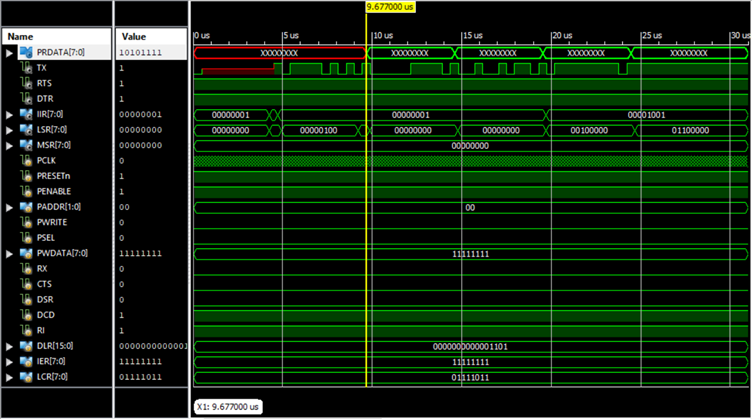 9.677000 us
Name Value 0 us 5 us 10 us 15 us 20 us 25 us 30 us
PRDATA[7:0] 10101111 XXXXXXXX XXXXXXXX XXXXXXXX XXXXXXXX XXXXXXXX
TX 1
RTS 1
DTR 1
IIR[7:0] 00000001 00000001 00000001 00001001
LSR[7:0] 00000000 00000000 00000100 00000000 00000000 00100000 01100000
MSR[7:0] 00000000 00000000
PCLK 0
PRESETn 1
PENABLE 1
PADDR[1:0] 00 00
PWRITE 0
PSEL 0
PWDATA[7:0] 11111111 11111111
RX 0
CTS 0
DSR 0
DCD 1
RI 1
DLR[15:0] 0000000000001 0000000000001101
IER[7:0] 11111111 11111111
LCR[7:0] 01111011 01111011
X1: 9.677000 us